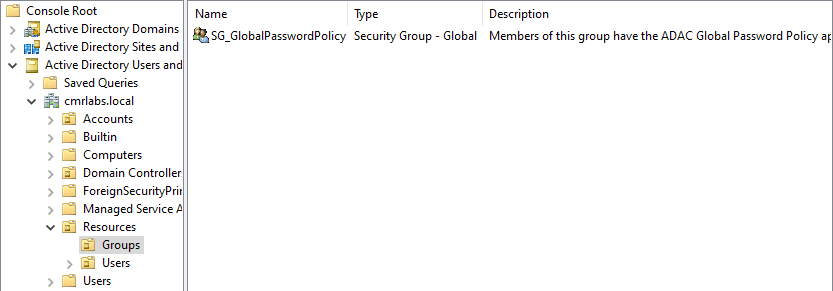 Console Root
Active Directory Domains
Active Directory Sites and
Active Directory Users and
Saved Queries
cmrlabs.local
Accounts
Builtin
Computers
Domain Controller
ForeignSecurityPrin
Managed Service A
Resources
Groups
Users
Users
Name Type Description
SG_GlobalPasswordPolicy Security Group - Global Members of this group have the ADAC Global Password Policy ap